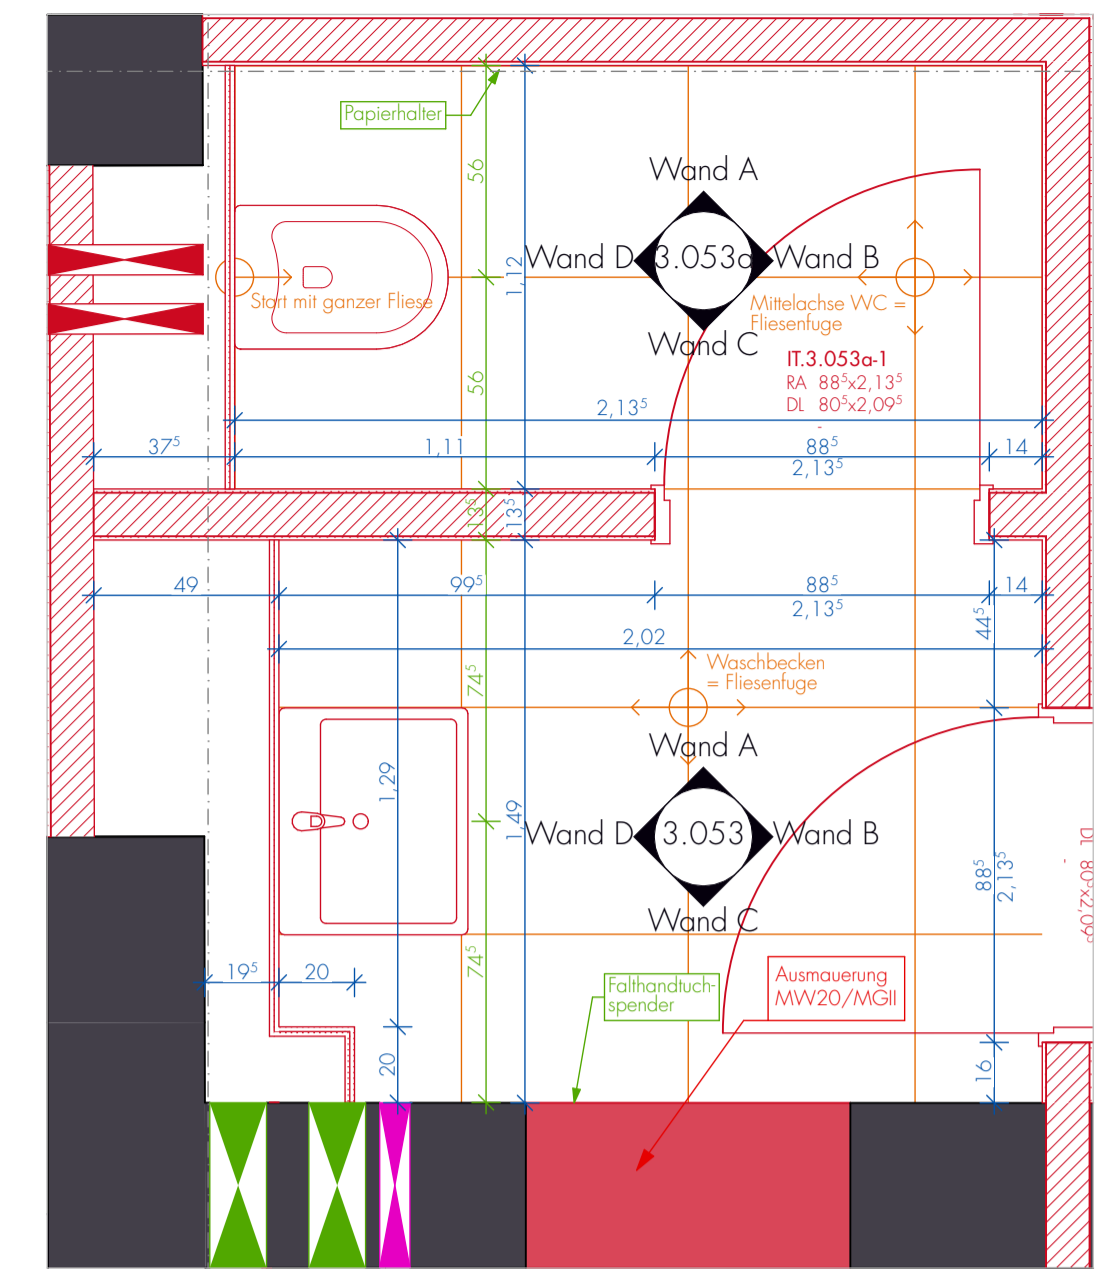 Papierhalter
56
Wand A
1,12
Wand D
3.053a
Wand B
Start mit ganzer Fliese
Mittelachse WC =
Fliesenfuge
Wand C
IT.3.053a-1
RA 88⁵x2,13⁵
DL 80⁵x2,09⁵
-
56
2,13⁵
37⁵
1,11
88⁵
2,13⁵
14
13⁵
13⁵
49
99⁵
88⁵
2,13⁵
14
44⁵
2,02
74⁵
Waschbecken
= Fliesenfuge
Wand A
1,29
1,49
Wand D
3.053
Wand B
88⁵
2,13⁵
DL 80⁵x2,09⁵
-
Wand C
74⁵
19⁵
20
Falthandtuch-
spender
Ausmauerung
MW20/MGII
20
16